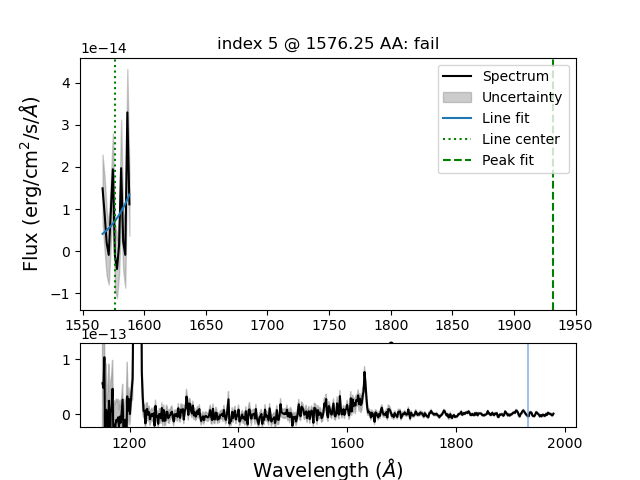 index 5 @ 1576.25 AA: fail
1e−14
Flux (erg/cm²/s/Å)
4
3
2
1
0
−1
Spectrum
Uncertainty
Line fit
Line center
Peak fit
1550 1600 1650 1700 1750 1800 1850 1900 1950
1e−13
1
0
1200 1400 1600 1800 2000
Wavelength (Å)